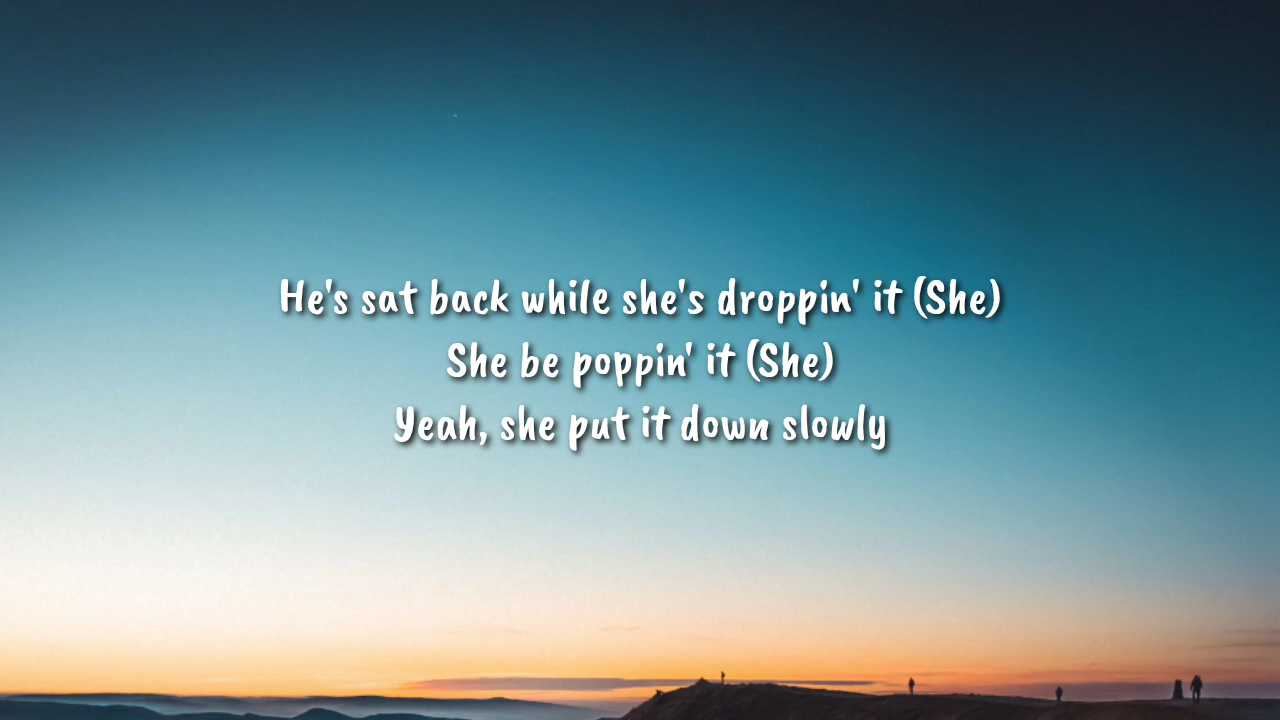 He's sat back while she's droppin' it (She)
She be poppin' it (She)
Yeah, she put it down slowly